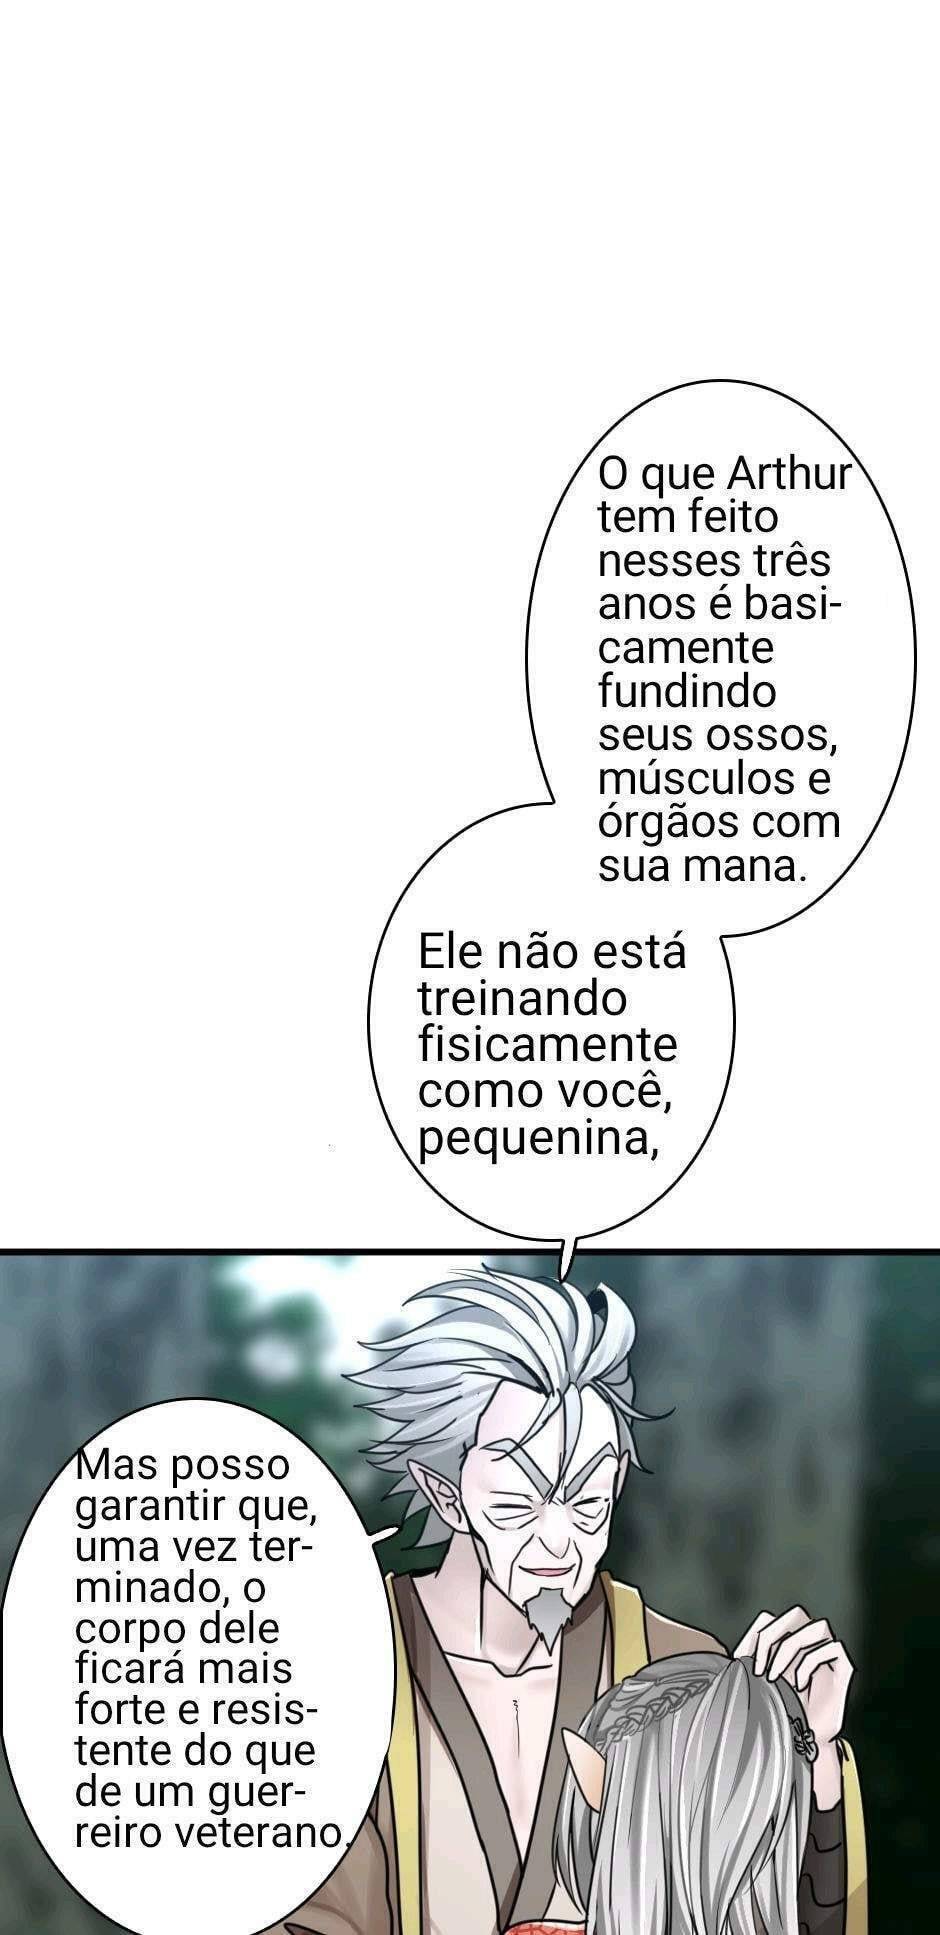 O que Arthur
tem feito
nesses três
anos é basi-
camente
fundindo
seus ossos,
músculos e
órgãos com
sua mana.
Ele não está
treinando
fisicamente
como você,
pequenina,
Mas posso
garantir que,
uma vez ter-
minado, o
corpo dele
ficará mais
forte e resis-
tente do que
de um guer-
reiro veterano.